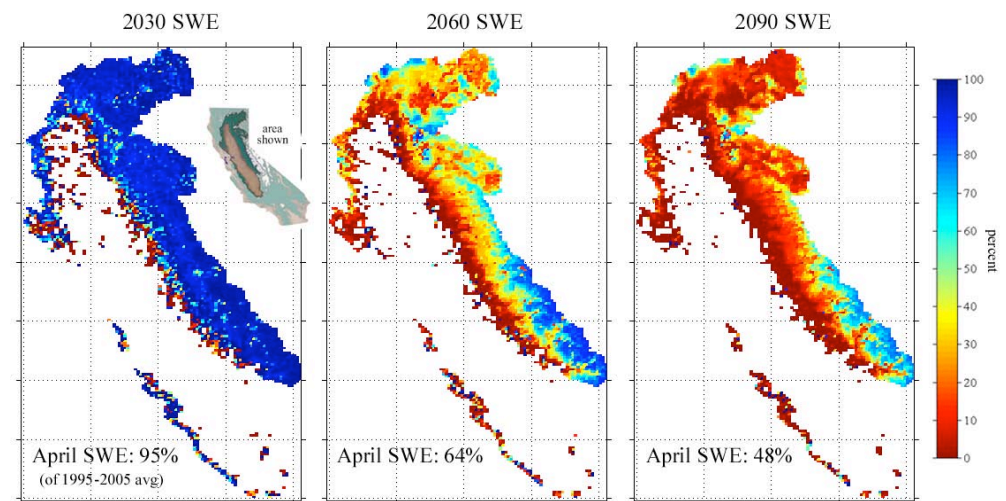 2030 SWE
2060 SWE
2090 SWE
area
shown
April SWE: 95%
(of 1995-2005 avg)
April SWE: 64%
April SWE: 48%
100
90
80
70
60
50
40
30
20
10
0
percent